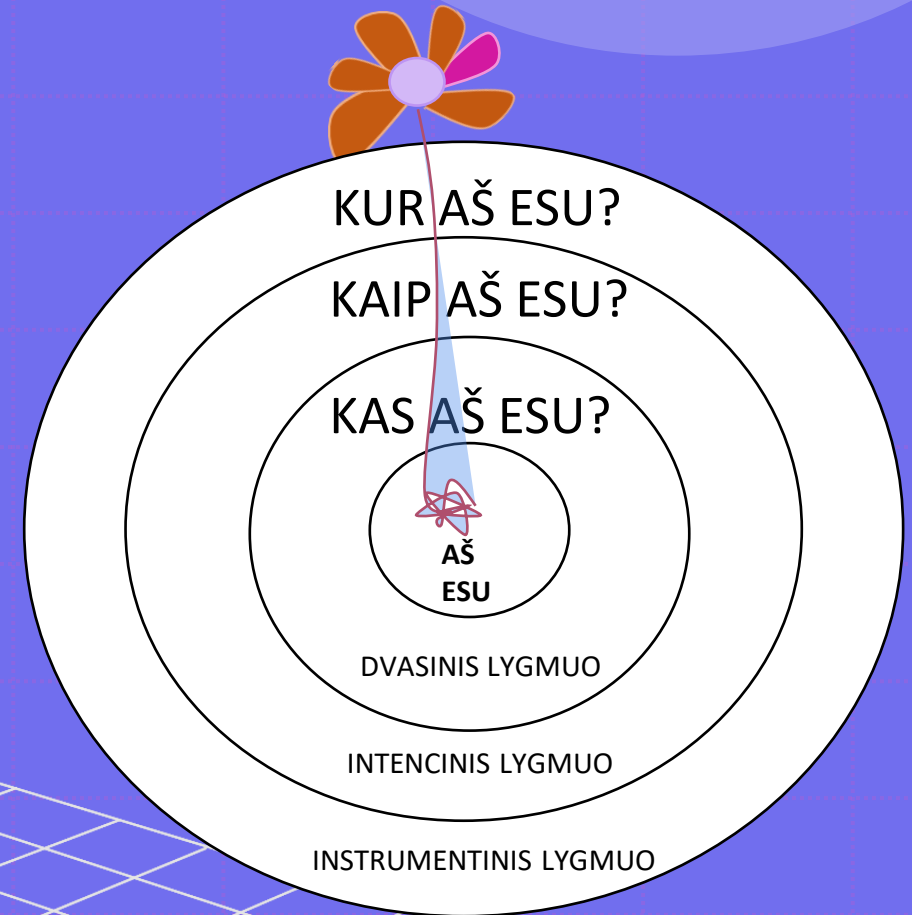 KUR AŠ ESU?
KAIP AŠ ESU?
KAS AŠ ESU?
AŠ
ESU
DVASINIS LYGMUO
INTENCINIS LYGMUO
INSTRUMENTINIS LYGMUO